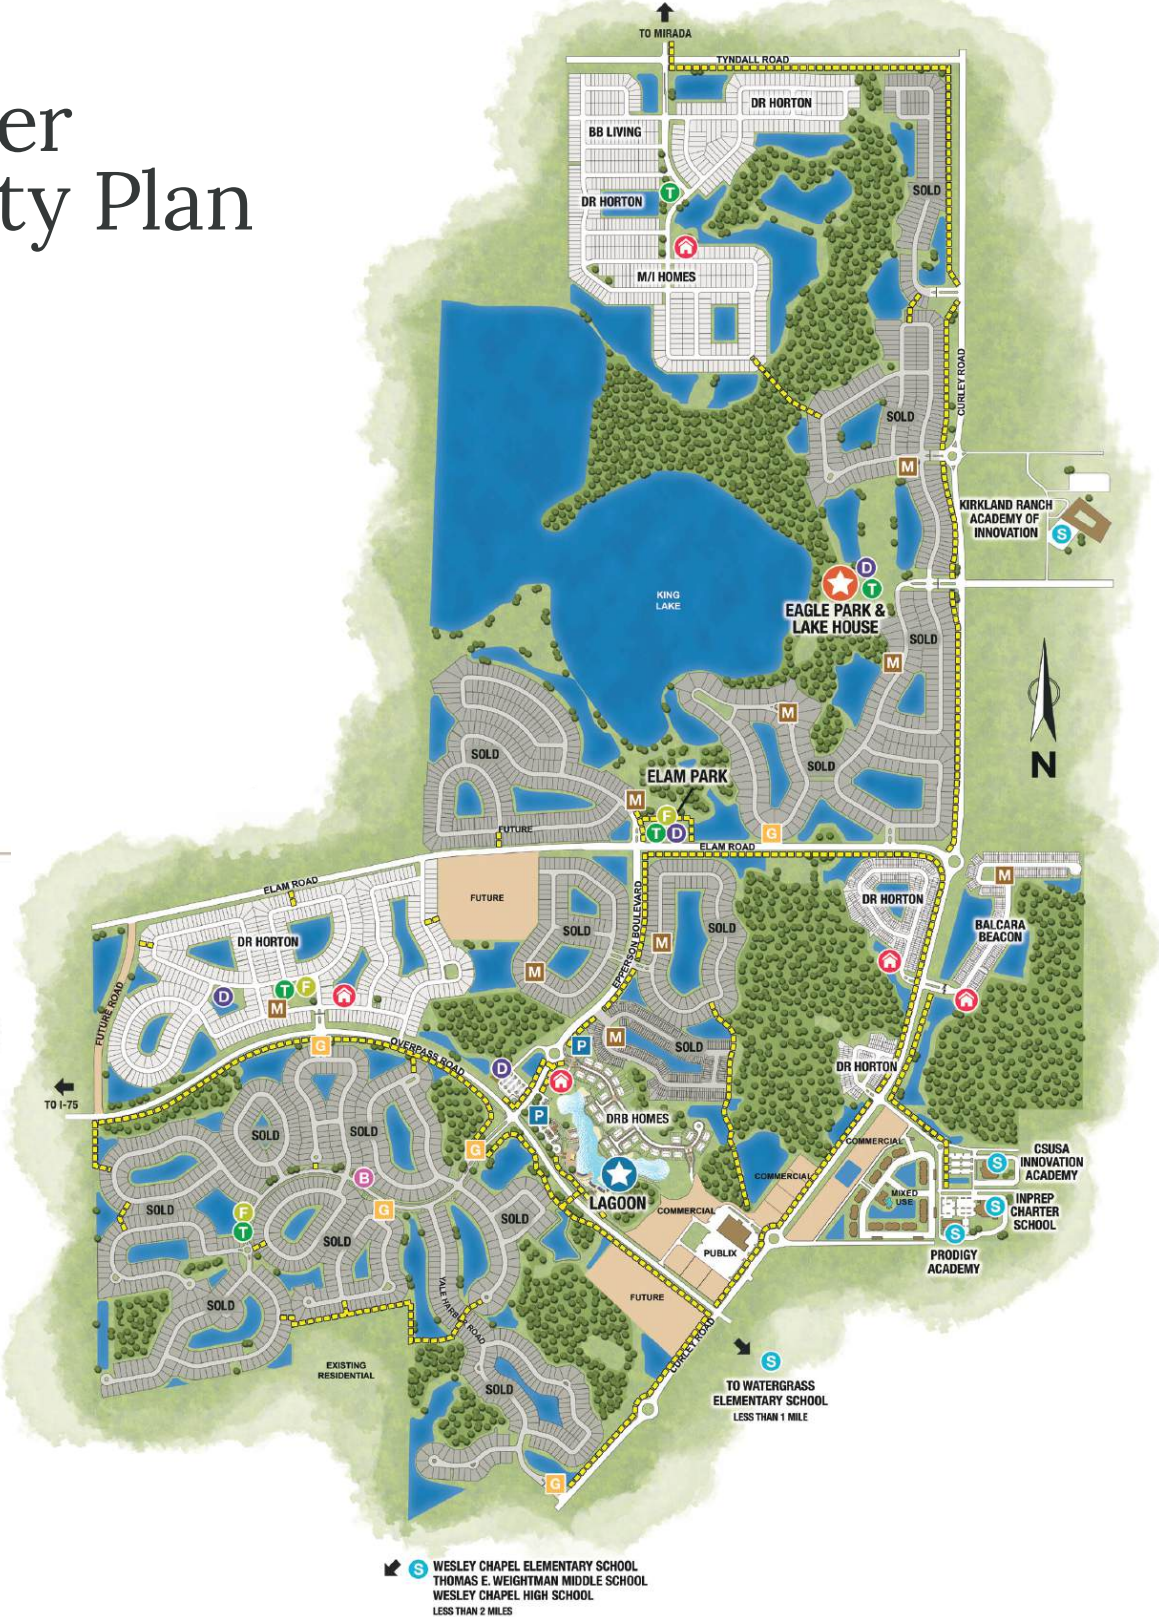 er
ty Plan
TO MIRADA
TYNDALL ROAD
DR HORTON
BB LIVING
SOLD
T
DR HORTON
M/I HOMES
CURLEY ROAD
SOLD
M
KIRKLAND RANCH
ACADEMY OF
INNOVATION
S
D
T
KING
LAKE
EAGLE PARK &
LAKE HOUSE
SOLD
M
M
SOLD
SOLD
N
ELAM PARK
M
F
T
D
G
FUTURE
ELAM ROAD
ELAM ROAD
FUTURE
DR HORTON
M
SOLD
EPPERSON BOULEVARD
SOLD
BALCARA
BEACON
DR HORTON
M
M
D
T
F
M
FUTURE ROAD
G
OVERPASS ROAD
P
M
SOLD
D
DR HORTON
TO I-75
P
DRB HOMES
SOLD
SOLD
G
COMMERCIAL
CSUSA
INNOVATION
ACADEMY
S
B
LAGOON
COMMERCIAL
MIXED
USE
INPREP
CHARTER
SCHOOL
S
SOLD
F
G
SOLD
COMMERCIAL
T
SOLD
PUBLIX
S
PRODIGY
ACADEMY
YALE HARBOR ROAD
SOLD
FUTURE
CURLEY ROAD
EXISTING
RESIDENTIAL
S
SOLD
TO WATERGRASS
ELEMENTARY SCHOOL
LESS THAN 1 MILE
G
S
WESLEY CHAPEL ELEMENTARY SCHOOL
THOMAS E. WEIGHTMAN MIDDLE SCHOOL
WESLEY CHAPEL HIGH SCHOOL
LESS THAN 2 MILES